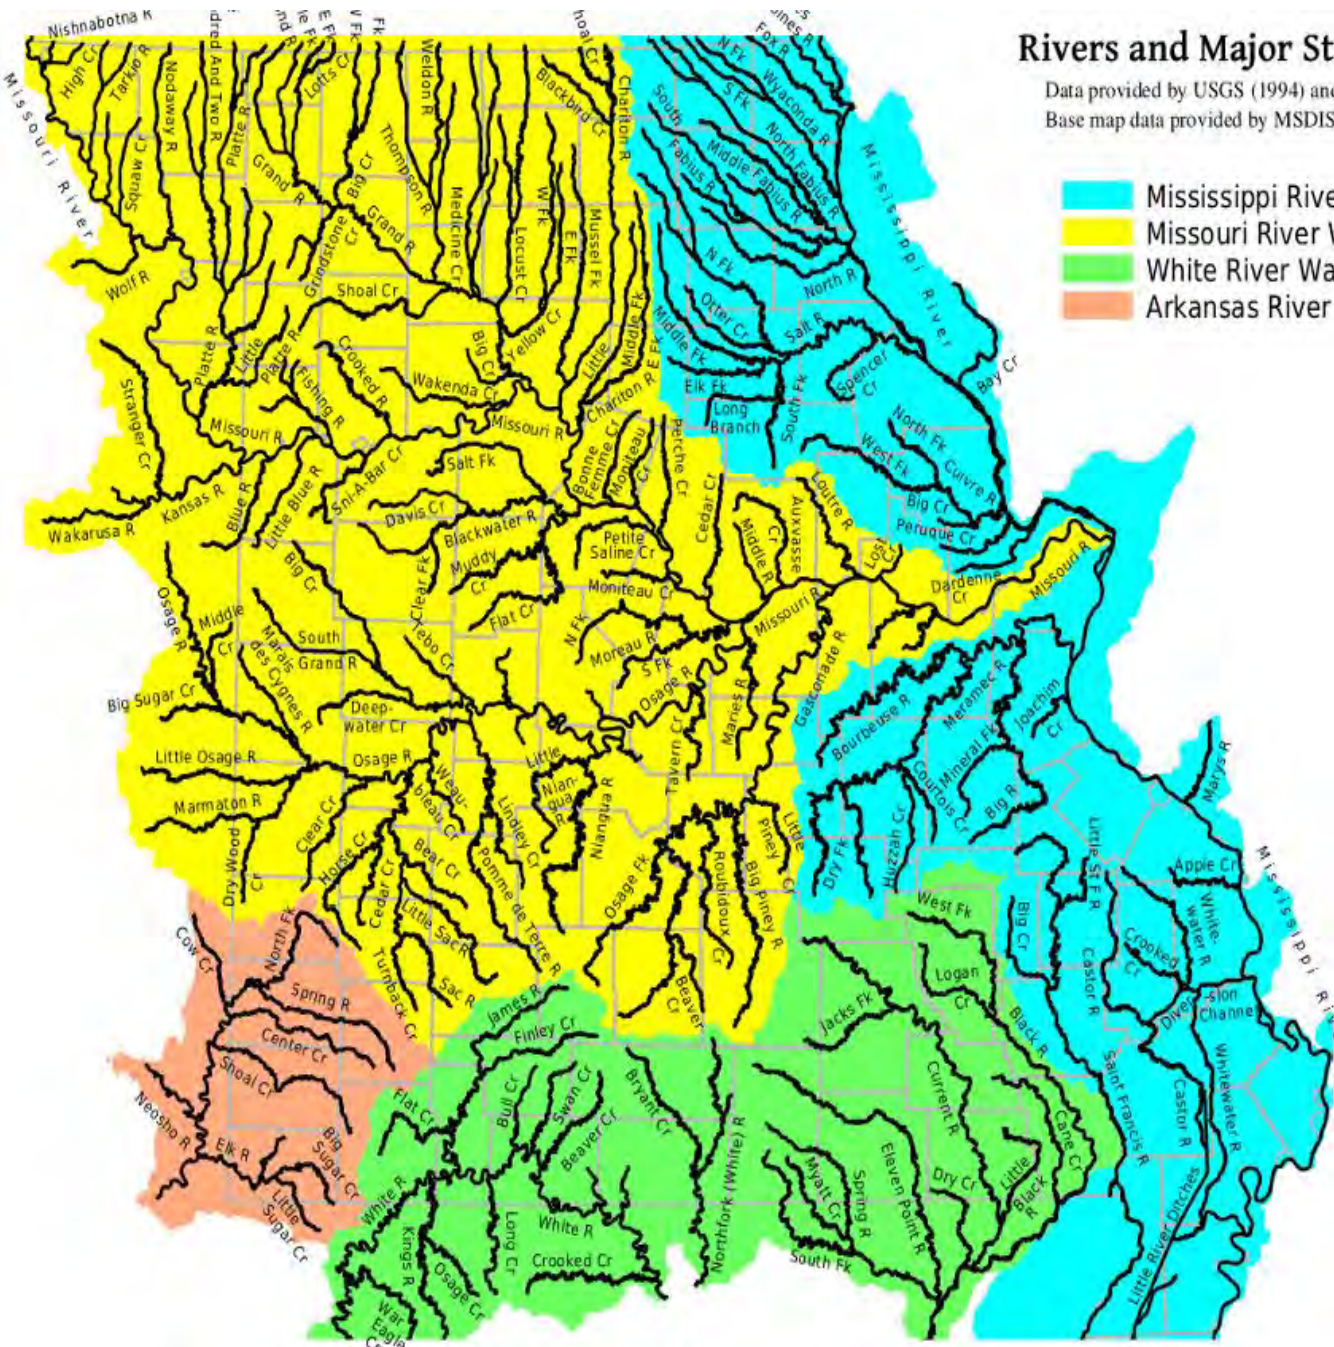 Rivers and Major St
Data provided by USGS (1994) and
Base map data provided by MSDIS
Mississippi Rive
Missouri River W
White River Wa
Arkansas River
Nishnabotna R
High Cr
Tarkio R
Nodaway R
dred And Two R
Platte R
nd R
E Fk
Fk
Lotts Cr
Weldon R
hoal Cr
Blackbird Cr
Chariton R
N Fk
Fox R
Wyaconda R
S Fk
South
Fabius R
Middle Fabius R
North Fabius R
Missouri River
Squaw Cr
Grand
R
Big Cr
Thompson R
Grand R
Medicine Cr
Locust Cr
W Fk
E Fk
Mussel Fk
Mississippi River
Wolf R
Grindstone
Cr
Shoal Cr
N Fk
North R
Otter Cr
Salt R
Platte R
Little
Platte R
Fishing R
Crooked R
Big Cr
Yellow Cr
Little
Middle Fk
E Fk
Chariton R
Middle Fk
Elk Fk
Long
Branch
South Fk
Spencer
Cr
Bay Cr
Stranger Cr
Wakenda Cr
Missouri R
Missouri R
North Fk
Cuivre R
West Fk
Big Cr
Peruque Cr
Wakarusa R
Kansas R
Blue R
Little Blue R
Sni-A-Bar Cr
Salt Fk
Davis Cr
Blackwater R
Bonne
Femme Cr
Moniteau
Cr
Perche Cr
Cedar Cr
Petite
Saline Cr
Middle R
Auxvasse
Cr
Loutre R
Lost
Cr
Dardenne
Cr
Missouri R
Big Cr
Clear Fk
Muddy
Cr
Flat Cr
Moniteau Cr
Missouri R
Osage R
Middle
Cr
Marais
des Cygnes R
South
Grand R
Tebo Cr
N Fk
Moreau R
S Fk
Osage R
Maries R
Gasconade R
Big Sugar Cr
Deep-
water Cr
Tavern Cr
Bourbeuse R
Meramec R
Joachim
Cr
Little Osage R
Osage R
Little
Nian-
gua
R
Niangua R
Mineral Fk
Courtois Cr
Big R
Marys R
Marmaton R
Weau-
bleau Cr
Lindley Cr
Clear Cr
Horse Cr
Dry Wood
Cr
Bear Cr
Cedar Cr
Pomme de Terre R
Little Sac R
Sac R
Turnback Cr
Osage Fk
Roubidoux
Cr
Big Piney R
Little
Piney
Cr
Beaver
Cr
Dry Fk
Huzzah Cr
Little St F R
Apple Cr
Mississippi Riv
White-
water R
Crooked
Cr
Big Cr
Castor R
Diversion
Channel
West Fk
Logan
Cr
Black R
Jacks Fk
Cow Cr
North Fk
Spring R
Center Cr
Shoal Cr
Neosho R
Elk R
Big
Sugar Cr
Little
Sugar Cr
James R
Finley Cr
Flat Cr
Bull Cr
Swan Cr
Beaver Cr
Bryant Cr
Northfork (White) R
White R
White R
Kings R
Long Cr
Osage Cr
Crooked Cr
War
Eagle
Current R
Eleven Point R
Spring R
Myatt Cr
South Fk
Dry Cr
Little
Black
R
Cane Cr
Saint Francis R
Castor R
Whitewater R
Little River Ditches